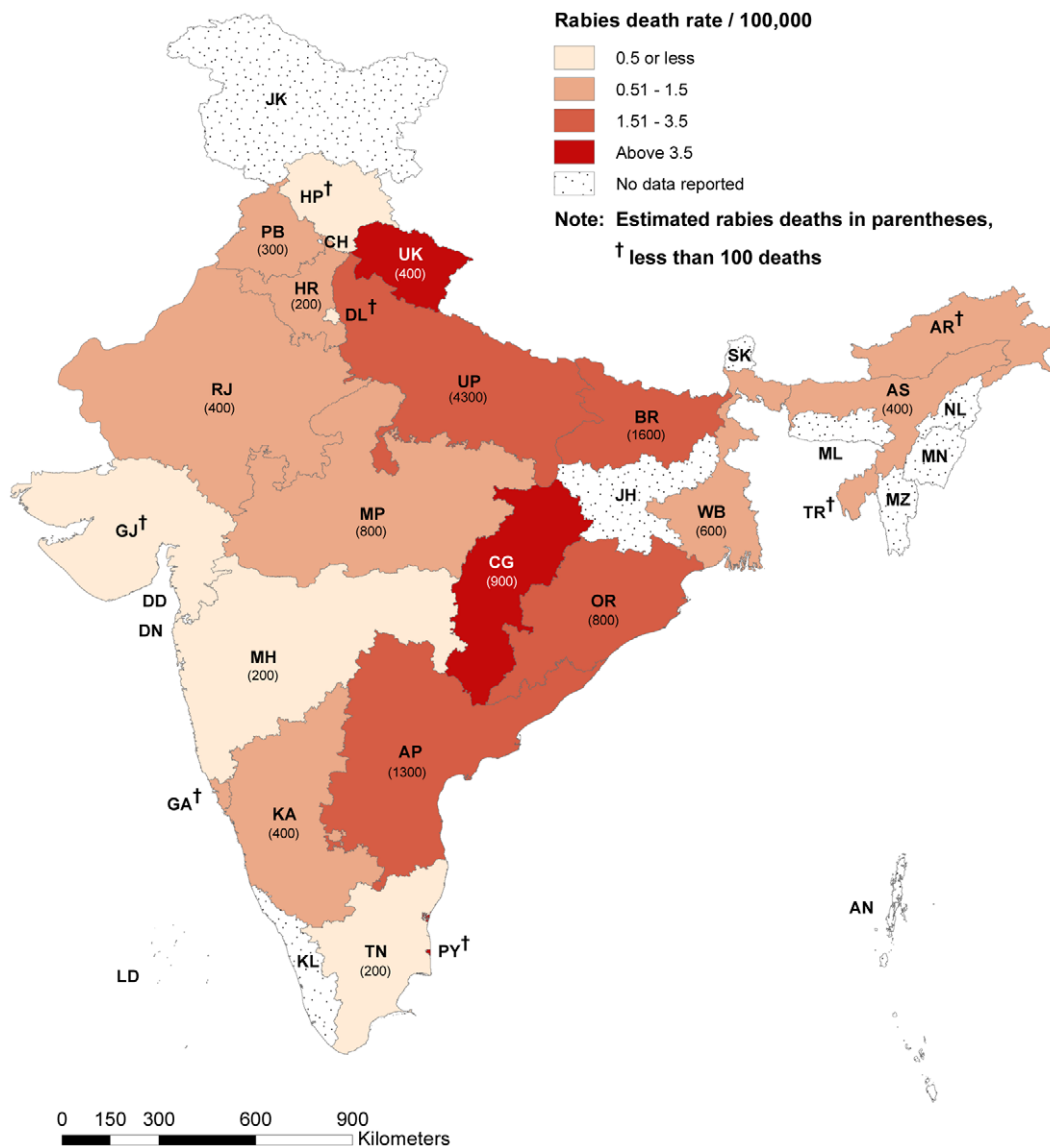 Rabies death rate / 100,000
0.5 or less
0.51 - 1.5
1.51 - 3.5
Above 3.5
No data reported
Note: Estimated rabies deaths in parentheses,
† less than 100 deaths
JK
HP†
PB
(300)
CH
UK
(400)
HR
(200)
DL†
AR†
SK
RJ
(400)
UP
(4300)
BR
(1600)
AS
(400)
NL
ML
MN
JH
MP
(800)
WB
(600)
TR†
MZ
GJ†
CG
(900)
DD
OR
(800)
DN
MH
(200)
AP
(1300)
GA†
KA
(400)
AN
TN
(200)
PY†
KL
LD
0 150 300 600 900
Kilometers